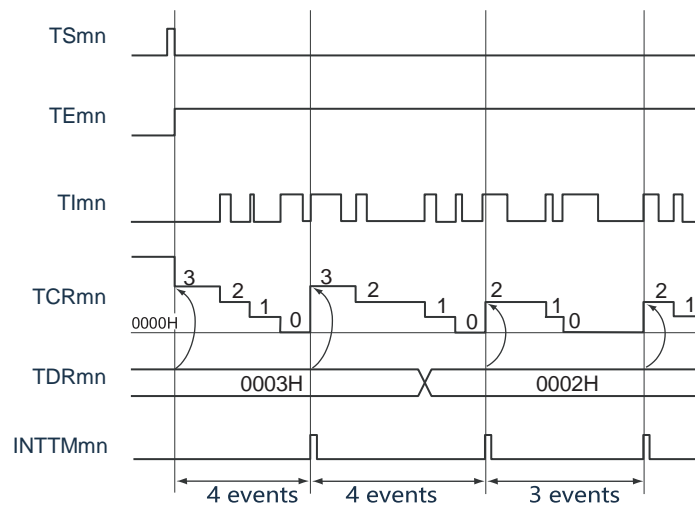 TSmn
TEmn
TImn
TCRmn
3 2 1 0 3 2 1 0 2 1 0 2 1
0000H
TDRmn
0003H 0002H
INTTMmn
4 events 4 events 3 events